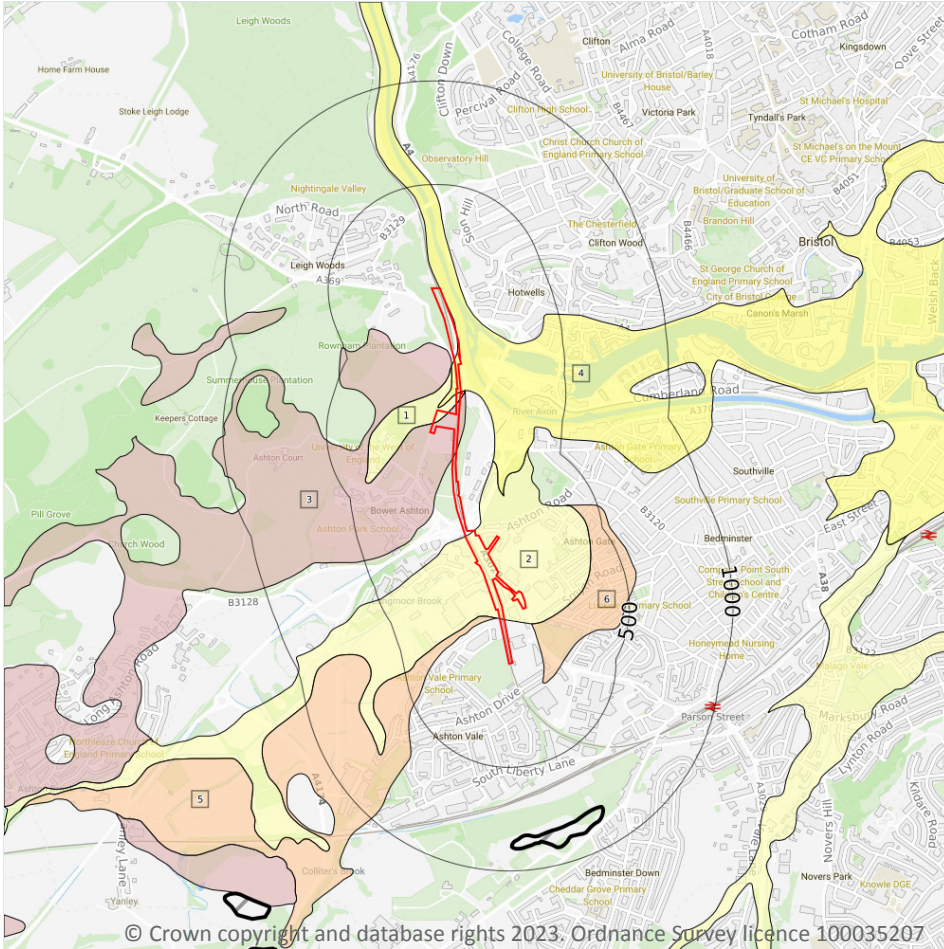 Leigh Woods
Clifton Down
A4176
College Road
Percival Road
Clifton
Alma Road
A4018
Cotham Road
Kingsdown
Dove Street
Home Farm House
University of Bristol/Barley
House
Stoke Leigh Lodge
Clifton High School
B4467
Victoria Park
St Michael's Hospital
Tyndall's Park
A4
Christ Church Church of
England Primary School
St Michael's on the Mount
CE VC Primary School
Observatory Hill
B4051
Nightingale Valley
University of
Bristol/Graduate School of
Education
North Road
B3129
Sion Hill
The Chesterfield
Brandon Hill
Clifton Wood
B4466
Bristol
B4053
Leigh Woods
A369
St George Church of
England Primary School
Hotwells
City of Bristol College
Canon's Marsh
Welsh Back
Rownham Plantation
4
Summerhouse Plantation
Cumberland Road
A370
Keepers Cottage
1
River Avon
University of the West of
England
Ashton Gate Primary
School
Ashton Court
Southville
3
Pill Grove
Bower Ashton
Southville Primary School
Ashton Park School
Ashton Road
B3120
East Street
Church Wood
Ashton Gate
Bedminster
2
Compass Point South
Street School and
Children's Centre
A38
Longmoor Brook
B3128
6
Primary School
500
1000
Honeymead Nursing
Home
B3122
Malago Vale
Long Ashton Road
Ashton Vale Primary
School
Ashton Drive
Parson Street
Marksbury Road
Lynton Road
Northleaze Church of
England Primary School
Ashton Vale
South Liberty Lane
A4174
5
A3029
Novers Hill
Kildare Road
Bedminster Down
Novers Park
Colliter's Brook
Yanley
Cheddar Grove Primary
School
Knowle DGE
© Crown copyright and database rights 2023. Ordnance Survey licence 100035207